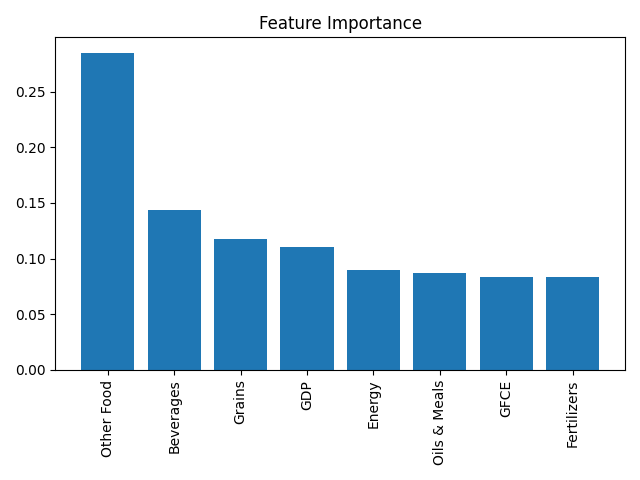 Feature Importance
0.25
0.20
0.15
0.10
0.05
0.00
Other Food
Beverages
Grains
GDP
Energy
Oils & Meals
GFCE
Fertilizers